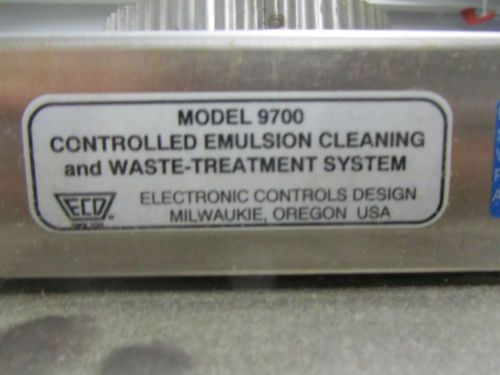 MODEL 9700
CONTROLLED EMULSION CLEANING
and WASTE-TREATMENT SYSTEM
ECD
ELECTRONIC CONTROLS DESIGN
MILWAUKIE, OREGON USA